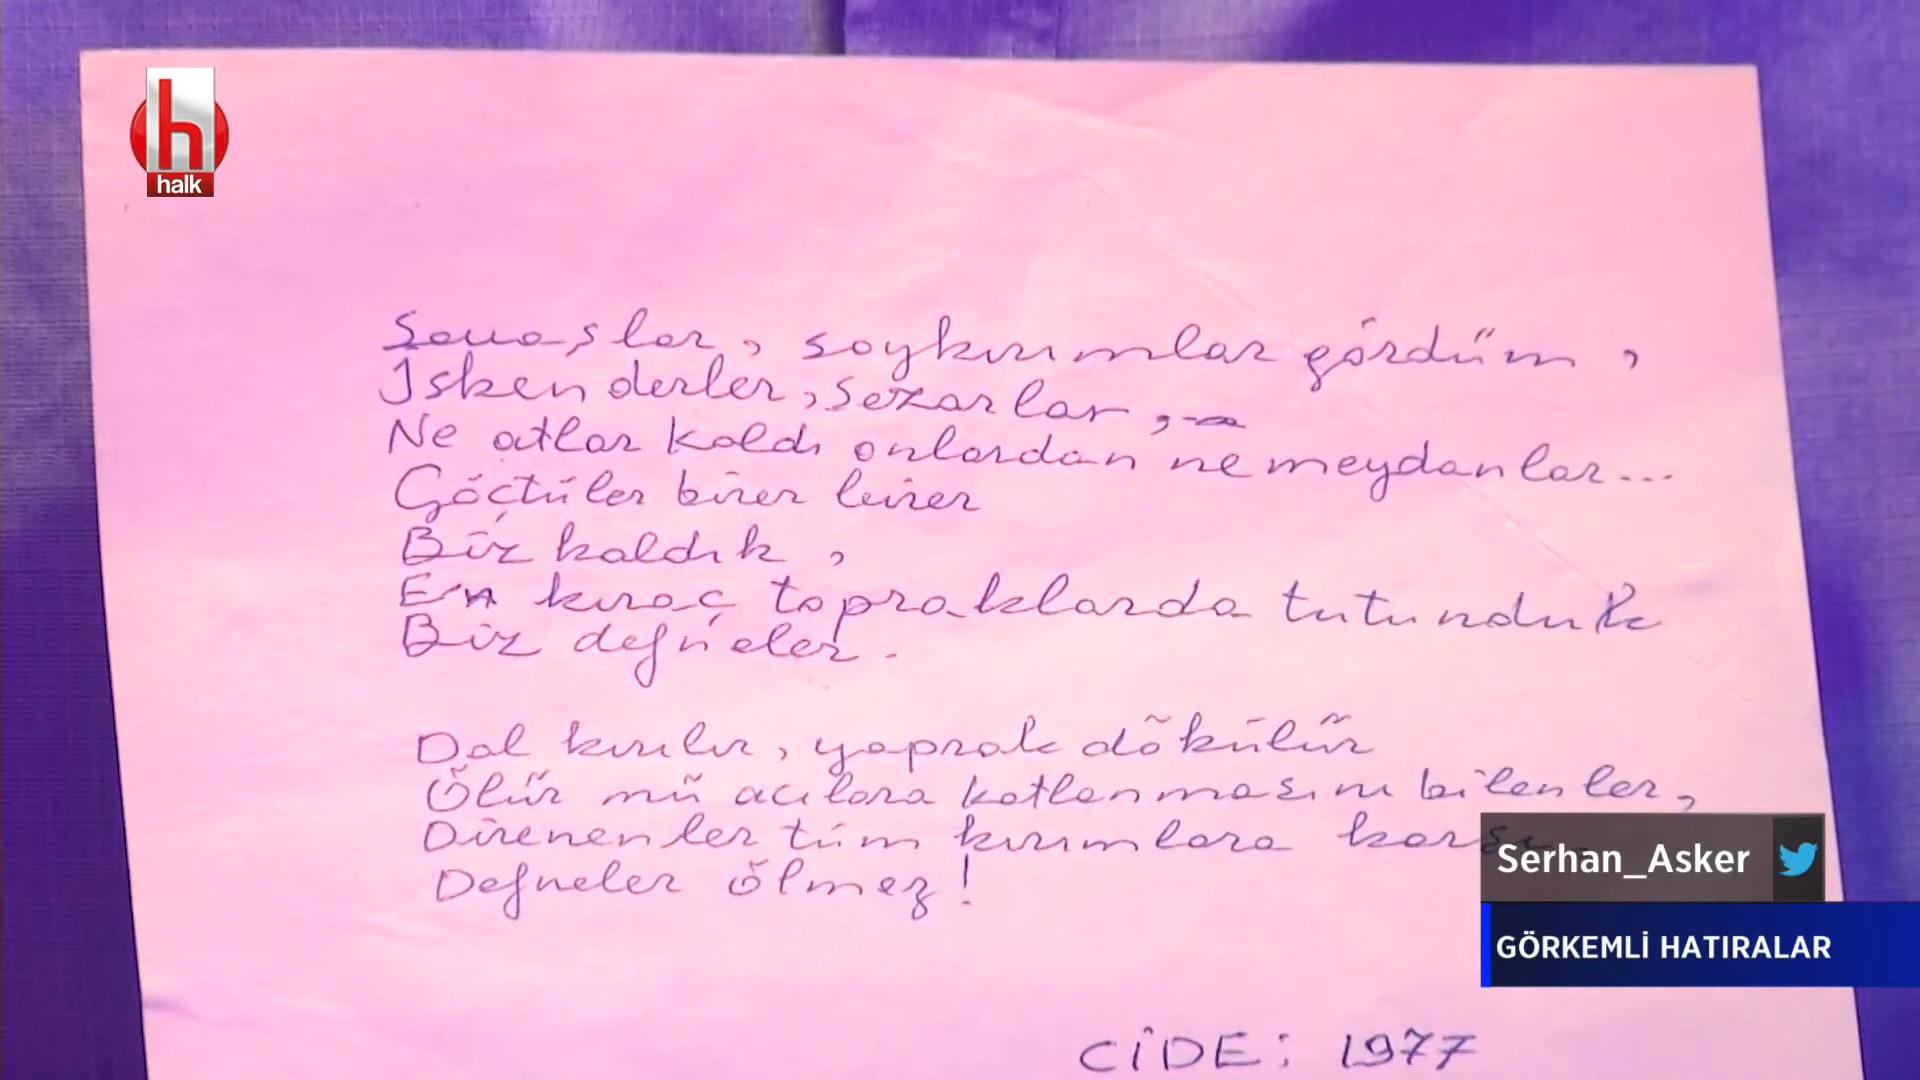 h
halk
Savaşlar, soykırımlar gördüm,
İskenderler, Sezarlar,
Ne atlar kaldı onlardan ne meydanlar...
Göçtüler birer birer
Biz kaldık,
En kıraç topraklarda tutunduk
Biz defneler.
Dal kırılır, yaprak dökülür
Ölür mü acılara katlanmasını bilenler,
Direnenler tüm kırımlara karşı
Defneler ölmez!
Serhan_Asker
GÖRKEMLİ HATIRALAR
CİDE: 1977